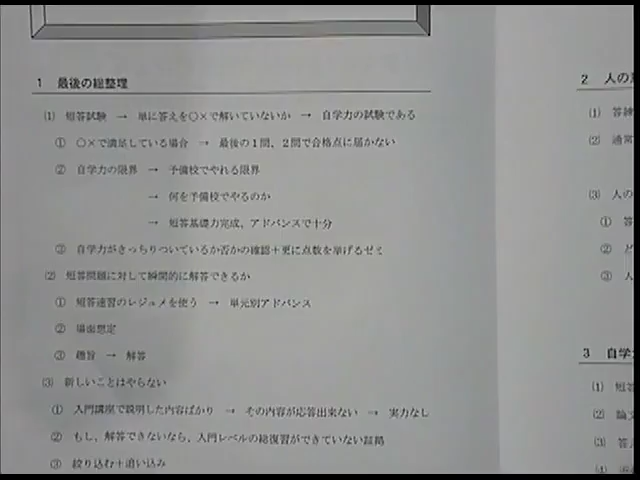 1 最後の総整理
(1) 短答試験 → 単に答えを○×で解いていないか → 自学力の試験である
① ○×で満足している場合 → 最後の1問、2問で合格点に届かない
② 自学力の限界 → 予備校でやれる限界
→ 何を予備校でやるのか
→ 短答基礎力完成、アドバンスで十分
③ 自学力がきっちりついているか否かの確認+更に点数を挙げるゼミ
(2) 短答問題に対して瞬間的に解答できるか
① 短答速習のレジュメを使う → 単元別アドバンス
② 場面想定
③ 趣旨 → 解答
(3) 新しいことはやらない
① 入門講座で説明した内容ばかり → その内容が応答出来ない → 実力なし
② もし、解答できないなら、入門レベルの総復習ができていない証拠
③ 絞り込む+追い込み
2 人の
(1) 答練
(2) 通常
(3) 人の
①
②
③
3 自学
(1) 短答
(2) 論文
(3)
(4)